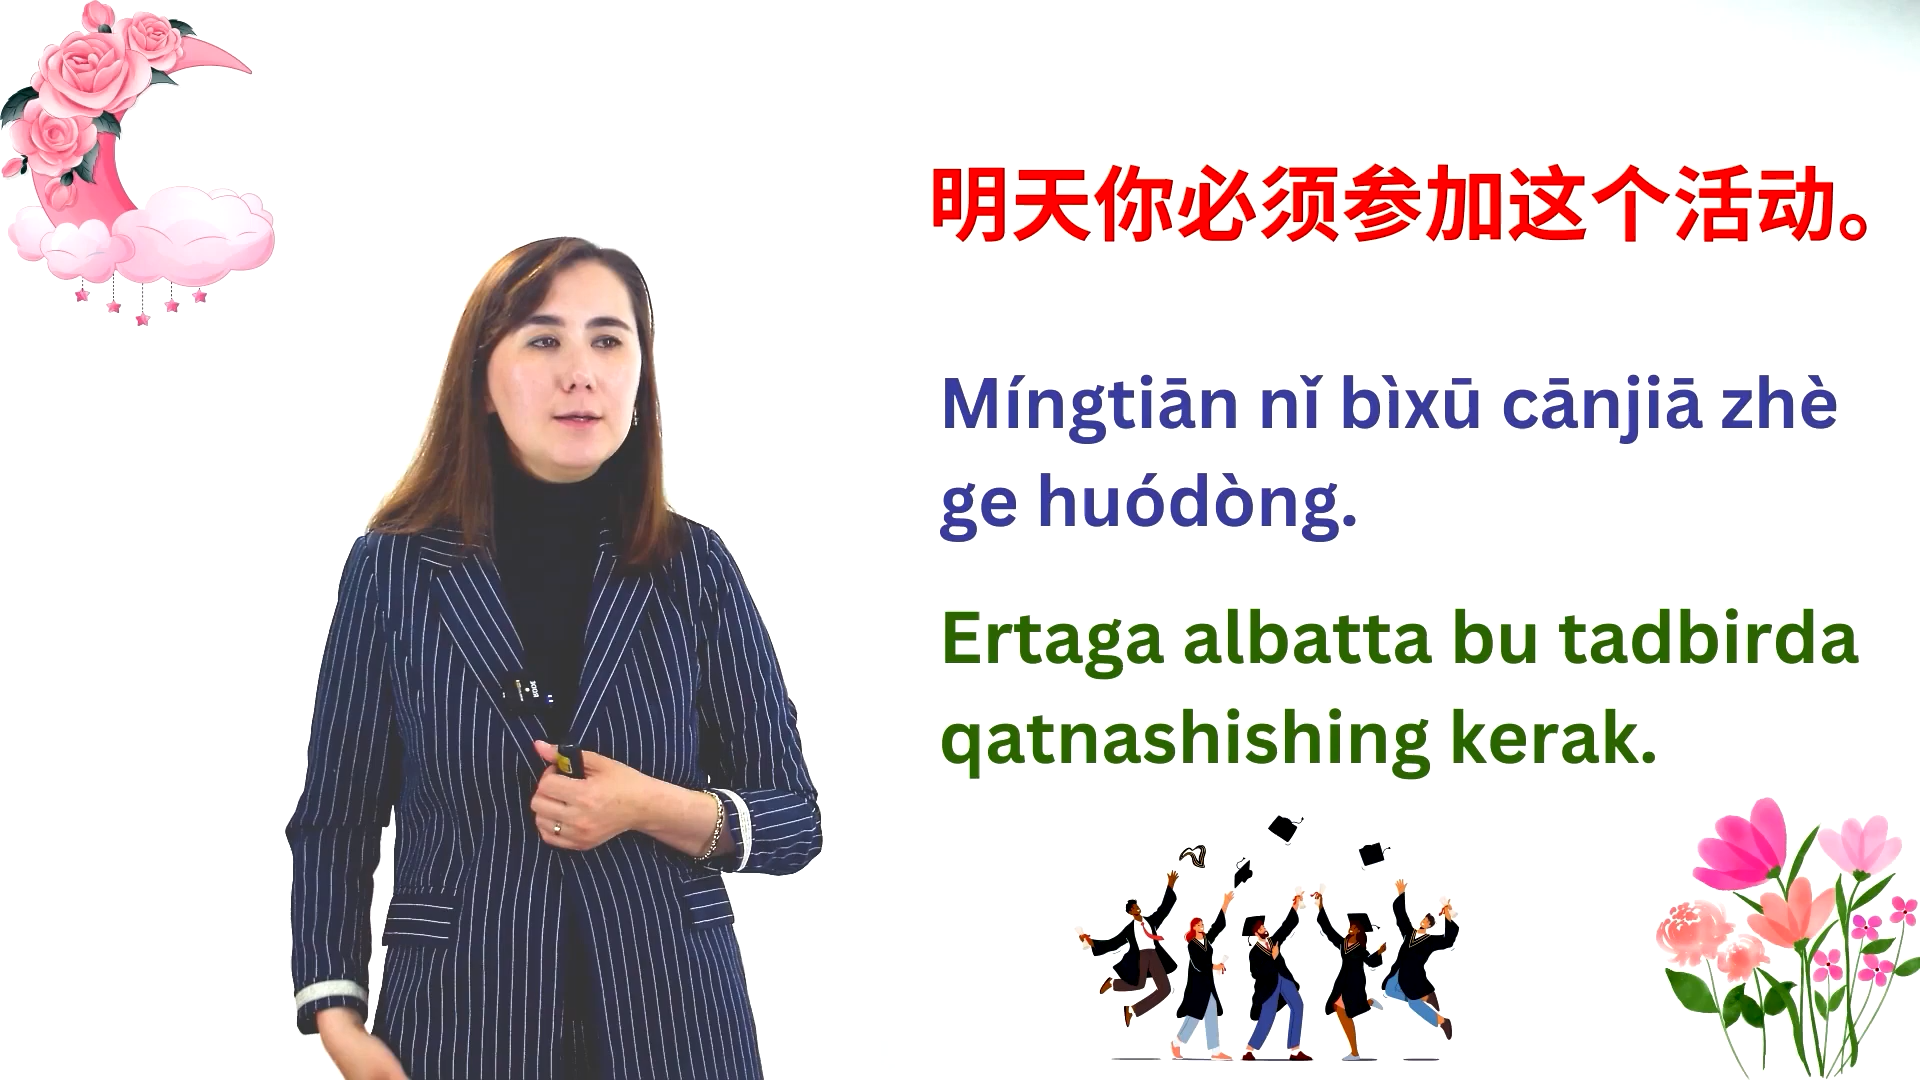 明天你必须参加这个活动。
Míngtiān nǐ bìxū cānjiā zhè
ge huódòng.
Ertaga albatta bu tadbirda
qatnashishing kerak.